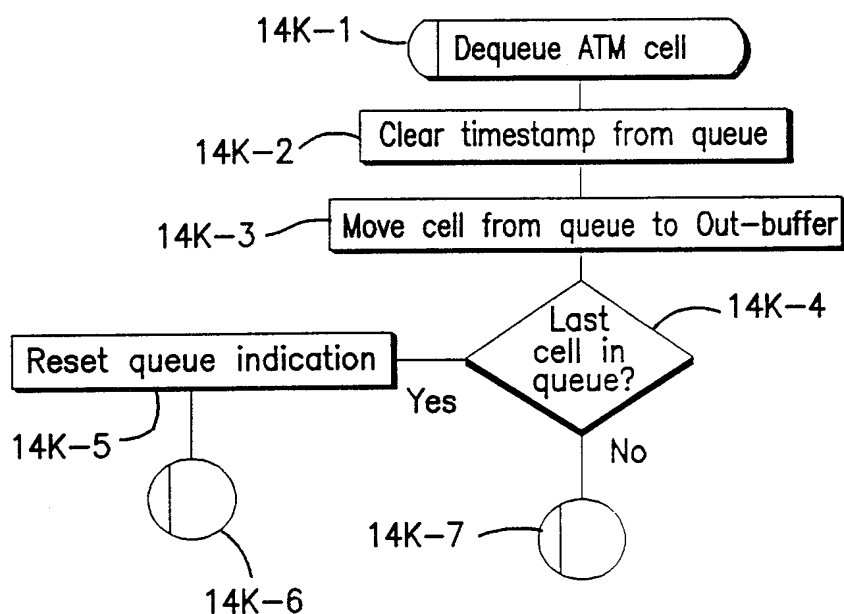 14K-1
Dequeue ATM cell
14K-2
Clear timestamp from queue
14K-3
Move cell from queue to Out-buffer
14K-4
Last
cell in
queue?
Reset queue indication
Yes
14K-5
No
14K-6
14K-7